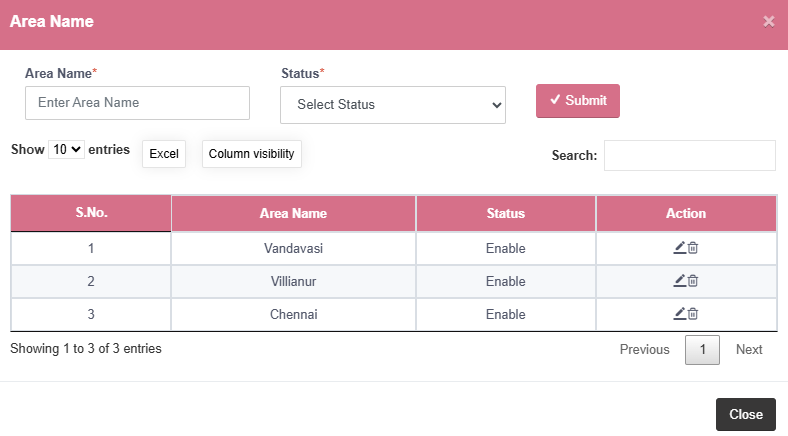 Area Name ×
Area Name* Status*
Enter Area Name Select Status Submit
Show 10 entries Excel Column visibility Search:
S.No. Area Name Status Action
1 Vandavasi Enable
2 Villianur Enable
3 Chennai Enable
Showing 1 to 3 of 3 entries Previous 1 Next
Close